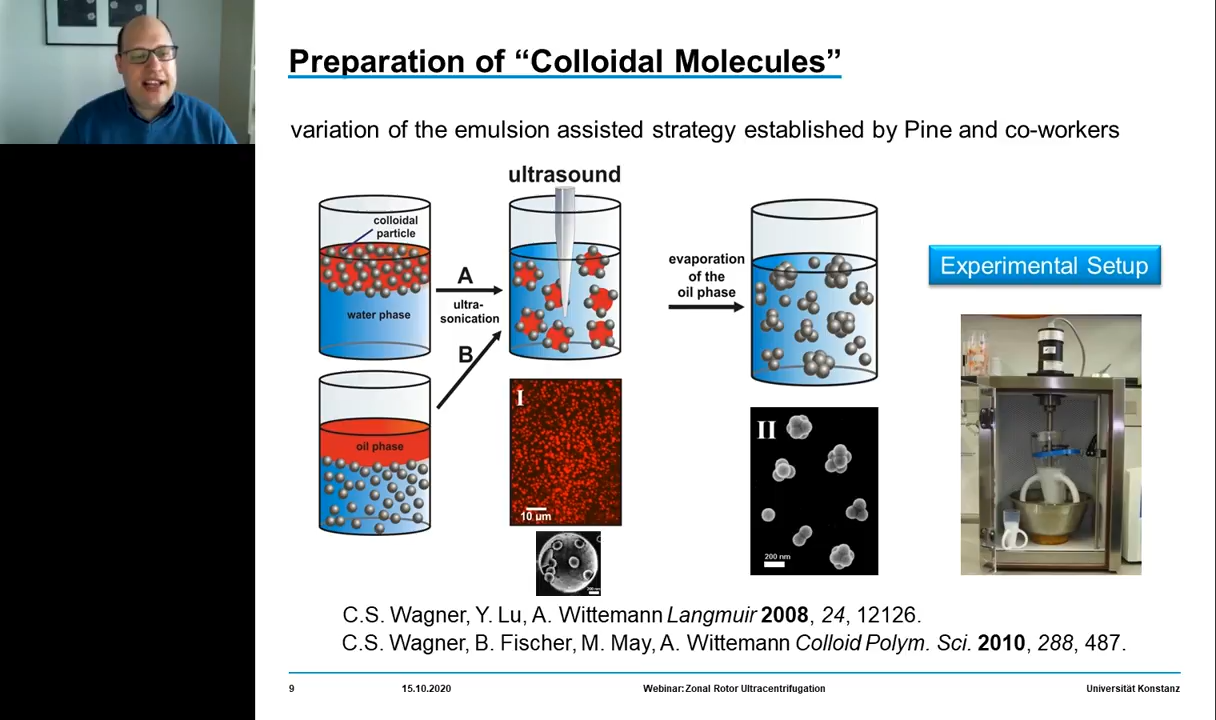 Preparation of “Colloidal Molecules”
variation of the emulsion assisted strategy established by Pine and co-workers
ultrasound
colloidal
particle
water phase
A
ultra-
sonication
B
oil phase
evaporation
of the
oil phase
Experimental Setup
I
10 µm
II
200 nm
C.S. Wagner, Y. Lu, A. Wittemann Langmuir 2008, 24, 12126.
C.S. Wagner, B. Fischer, M. May, A. Wittemann Colloid Polym. Sci. 2010, 288, 487.
9 15.10.2020 Webinar: Zonal Rotor Ultracentrifugation Universität Konstanz